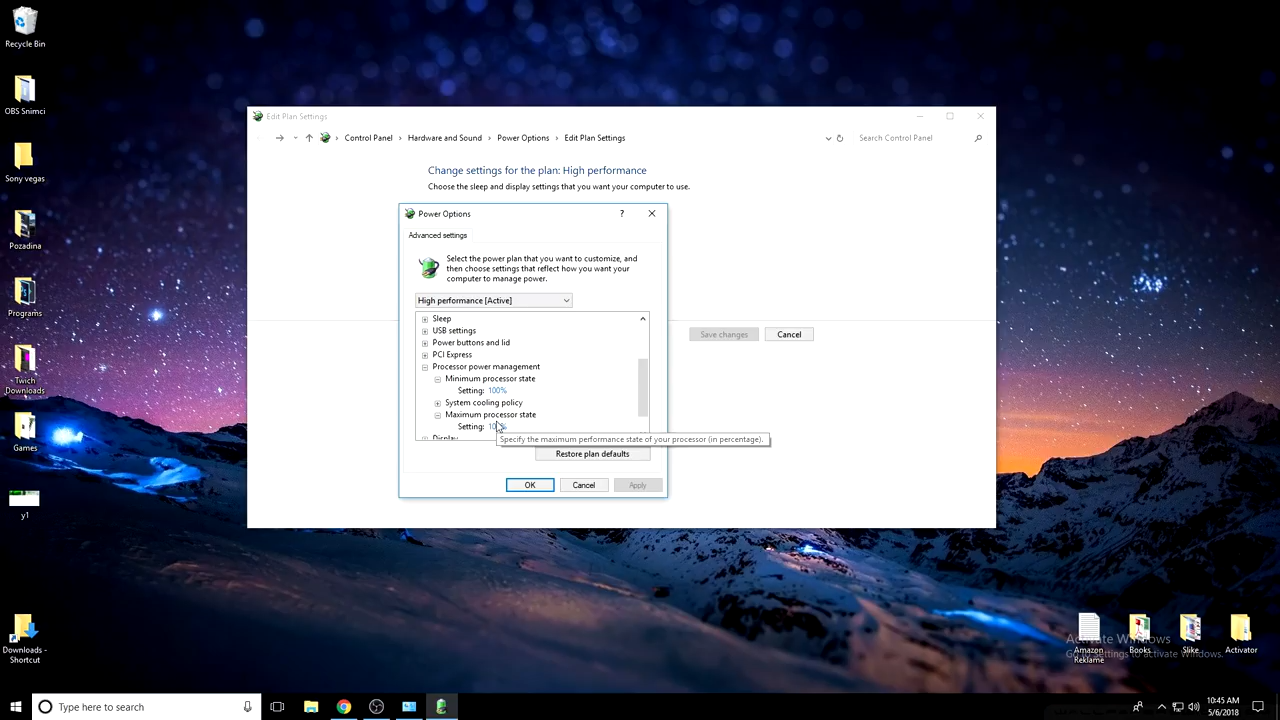 Recycle Bin
OBS Snimci
Sony vegas
Pozadina
Programs
Twich
Downloads
Games
y1
Downloads -
Shortcut
Edit Plan Settings
Control Panel
Hardware and Sound
Power Options
Edit Plan Settings
Search Control Panel
Change settings for the plan: High performance
Choose the sleep and display settings that you want your computer to use.
Power Options
?
Advanced settings
Select the power plan that you want to customize, and
then choose settings that reflect how you want your
computer to manage power.
High performance [Active]
Sleep
USB settings
Power buttons and lid
PCI Express
Processor power management
Minimum processor state
Setting: 100%
System cooling policy
Maximum processor state
Setting:
Display
Specify the maximum performance state of your processor (in percentage).
Restore plan defaults
OK
Cancel
Apply
Save changes
Cancel
Activate Windows
Go to Settings to activate Windows.
Amazon
Reklame
Books
Slike
Activator
Type here to search
10:45 AM
5/6/2018